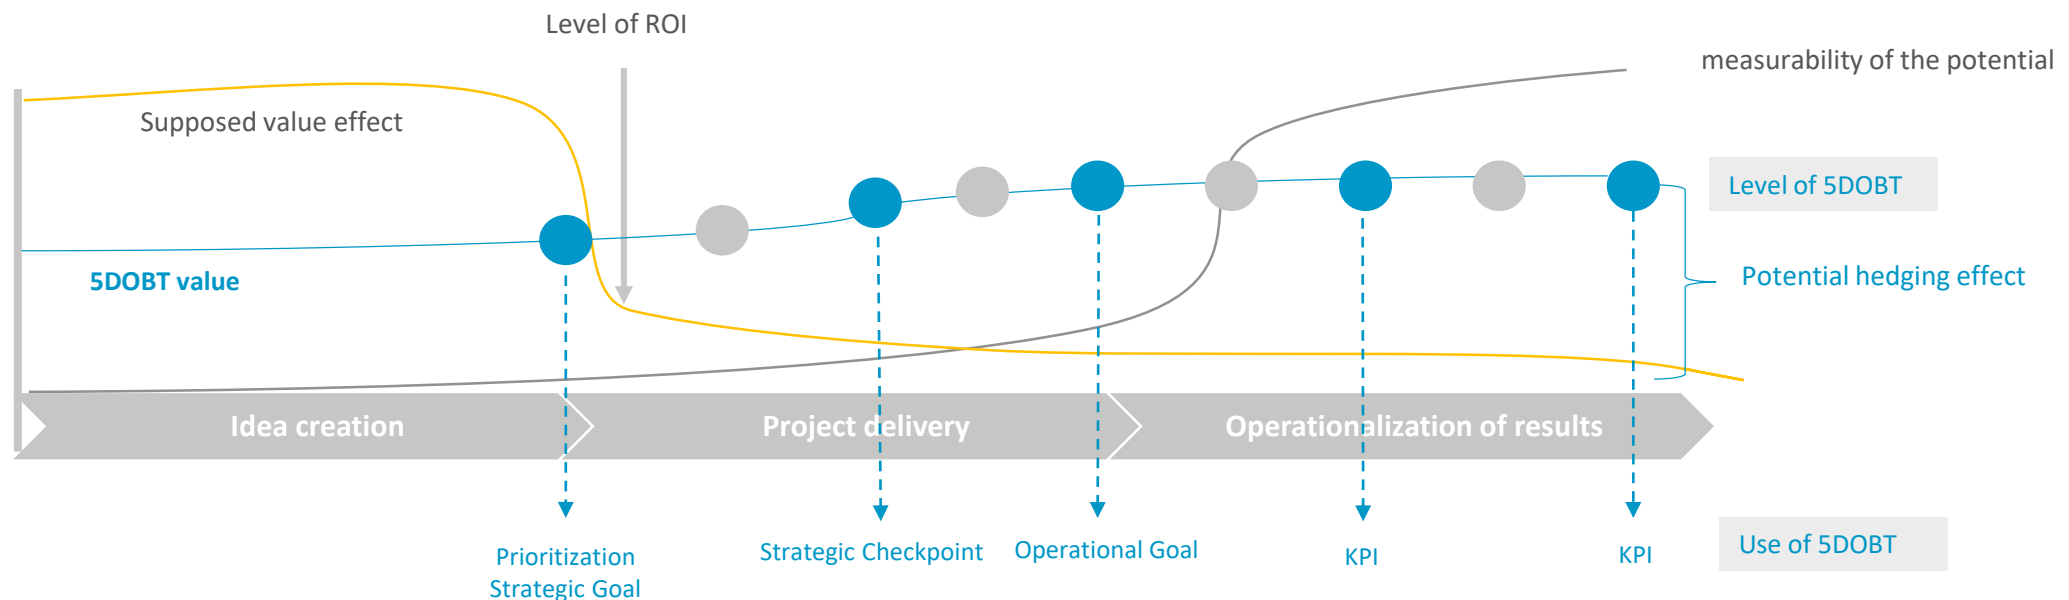 Level of ROI
measurability of the potential
Supposed value effect
Level of 5DOBT
5DOBT value
Potential hedging effect
Idea creation
Project delivery
Operationalization of results
Prioritization
Strategic Goal
Strategic Checkpoint
Operational Goal
KPI
KPI
Use of 5DOBT